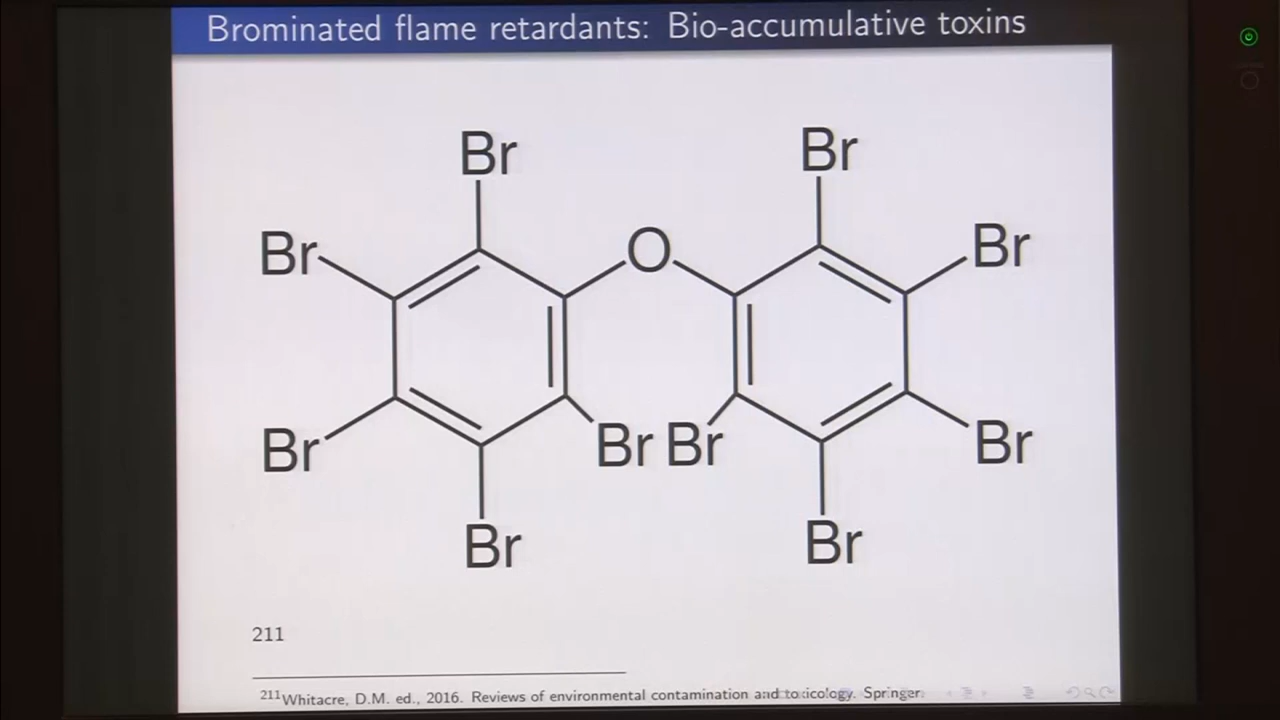 Brominated flame retardants: Bio-accumulative toxins
Br Br
Br O Br
Br Br Br Br
Br Br
211
211Whitacre, D.M. ed., 2016. Reviews of environmental contamination and toxicology. Springer.